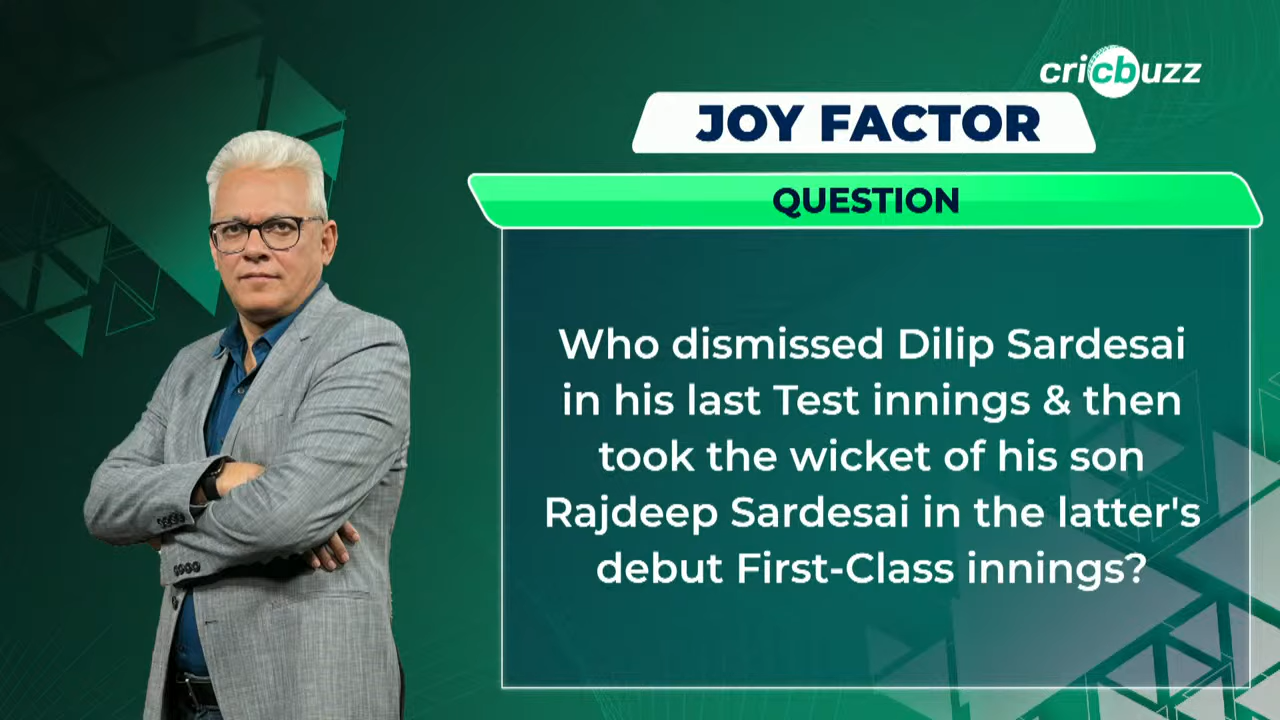 cricbuzz
JOY FACTOR
QUESTION
Who dismissed Dilip Sardesai
in his last Test innings & then
took the wicket of his son
Rajdeep Sardesai in the latter's
debut First-Class innings?